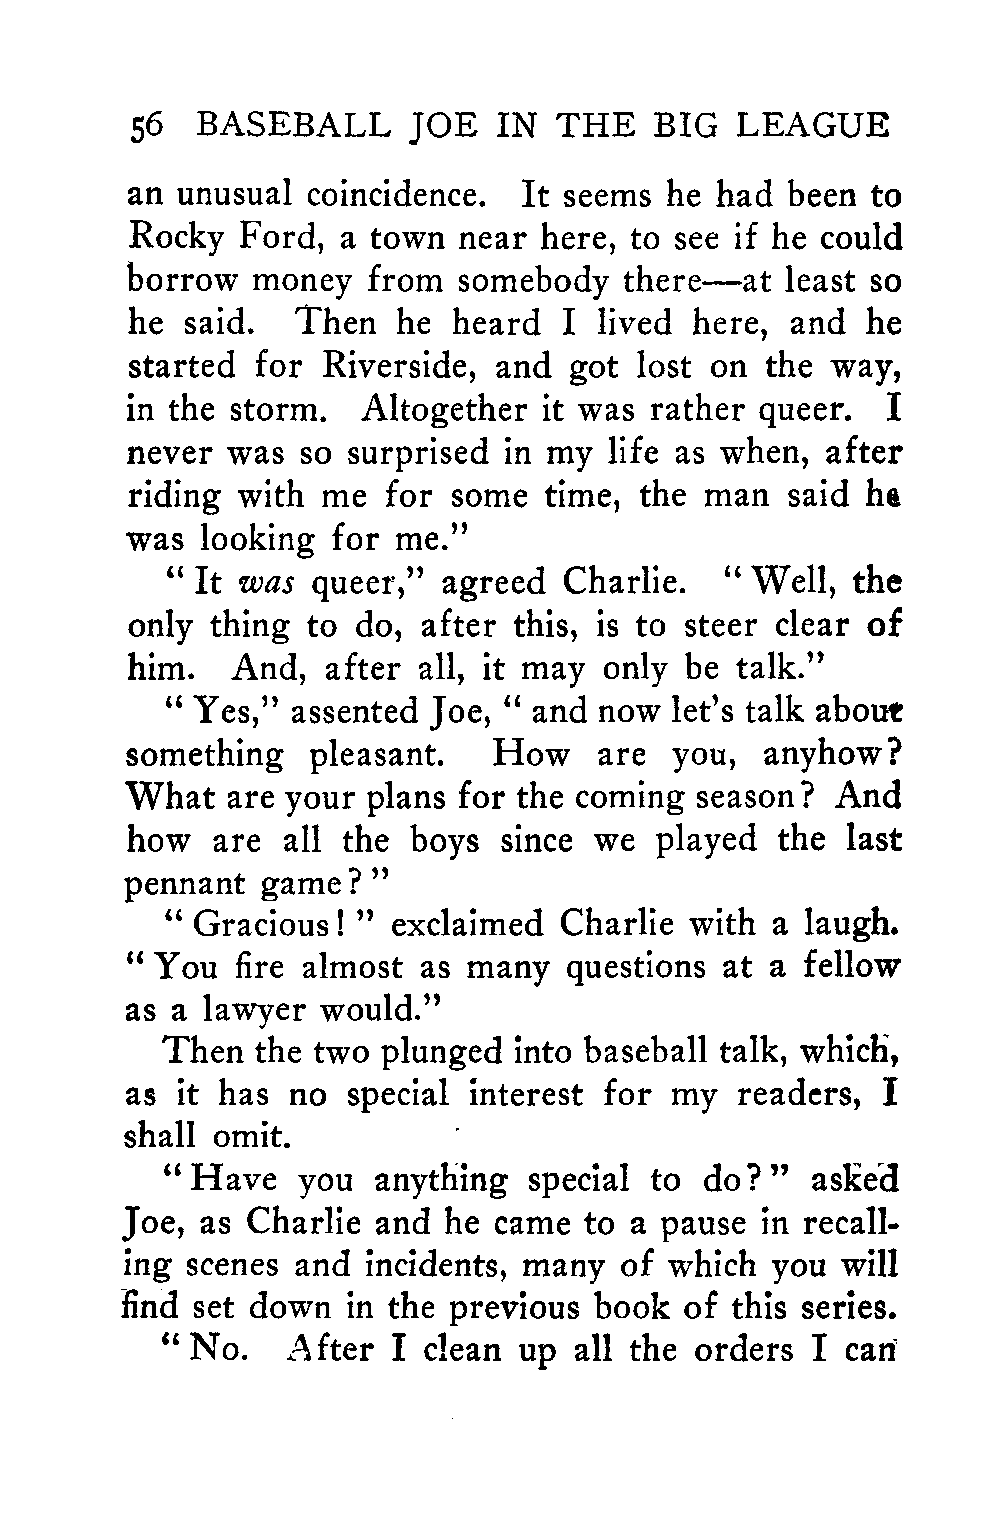 56 BASEBALL JOE IN THE BIG LEAGUE
an unusual coincidence. It seems he had been to
Rocky Ford, a town near here, to see if he could
borrow money from somebody there—at least so
he said. Then he heard I lived here, and he
started for Riverside, and got lost on the way,
in the storm. Altogether it was rather queer. I
never was so surprised in my life as when, after
riding with me for some time, the man said he
was looking for me."
"It was queer," agreed Charlie. "Well, the
only thing to do, after this, is to steer clear of
him. And, after all, it may only be talk."
"Yes," assented Joe, "and now let's talk about
something pleasant. How are you, anyhow?
What are your plans for the coming season? And
how are all the boys since we played the last
pennant game?"
"Gracious!" exclaimed Charlie with a laugh.
"You fire almost as many questions at a fellow
as a lawyer would."
Then the two plunged into baseball talk, which,
as it has no special interest for my readers, I
shall omit.
"Have you anything special to do?" asked
Joe, as Charlie and he came to a pause in recall-
ing scenes and incidents, many of which you will
find set down in the previous book of this series.
"No. After I clean up all the orders I can